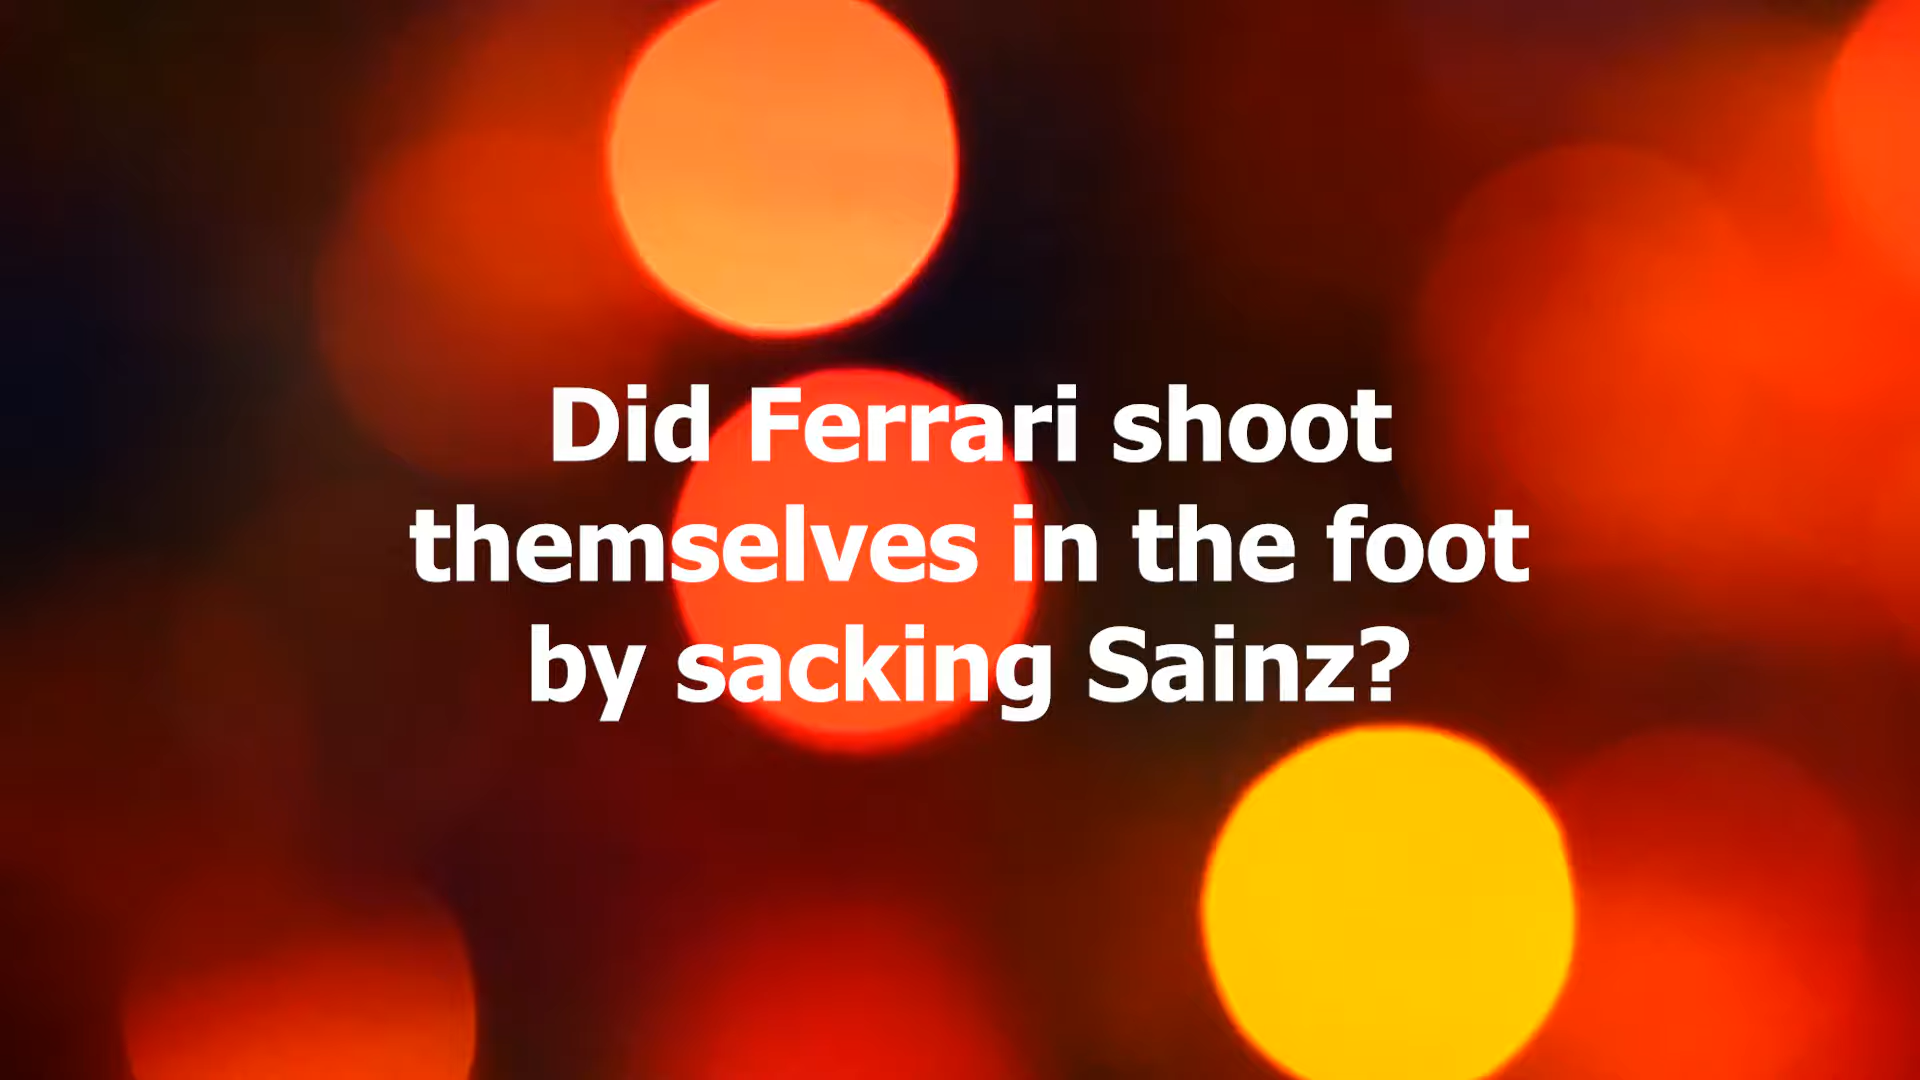 Did Ferrari shoot
themselves in the foot
by sacking Sainz?